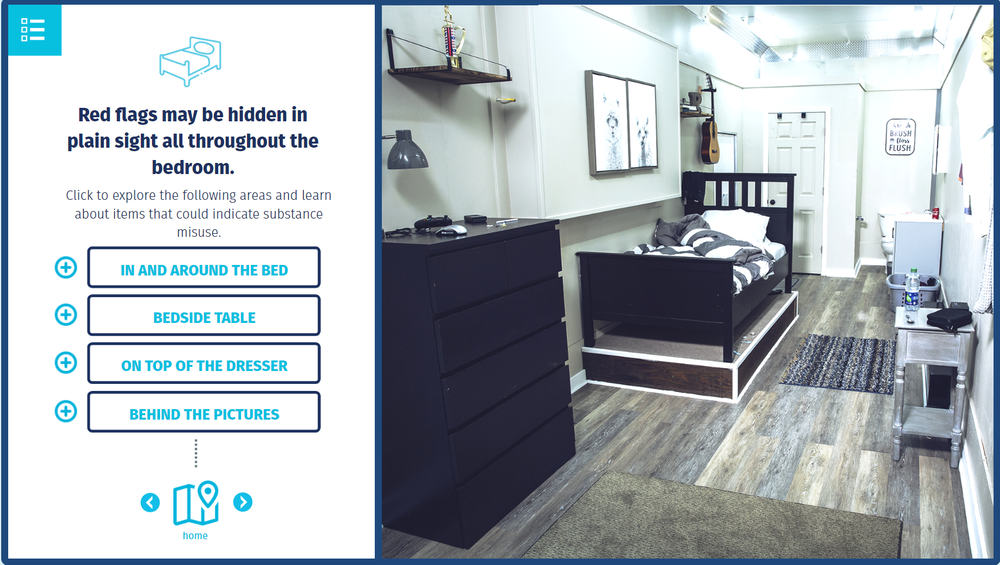 Red flags may be hidden in
plain sight all throughout the
bedroom.
Click to explore the following areas and learn
about items that could indicate substance
misuse.
IN AND AROUND THE BED
BEDSIDE TABLE
ON TOP OF THE DRESSER
BEHIND THE PICTURES
home
BRUSH
floss
FLUSH